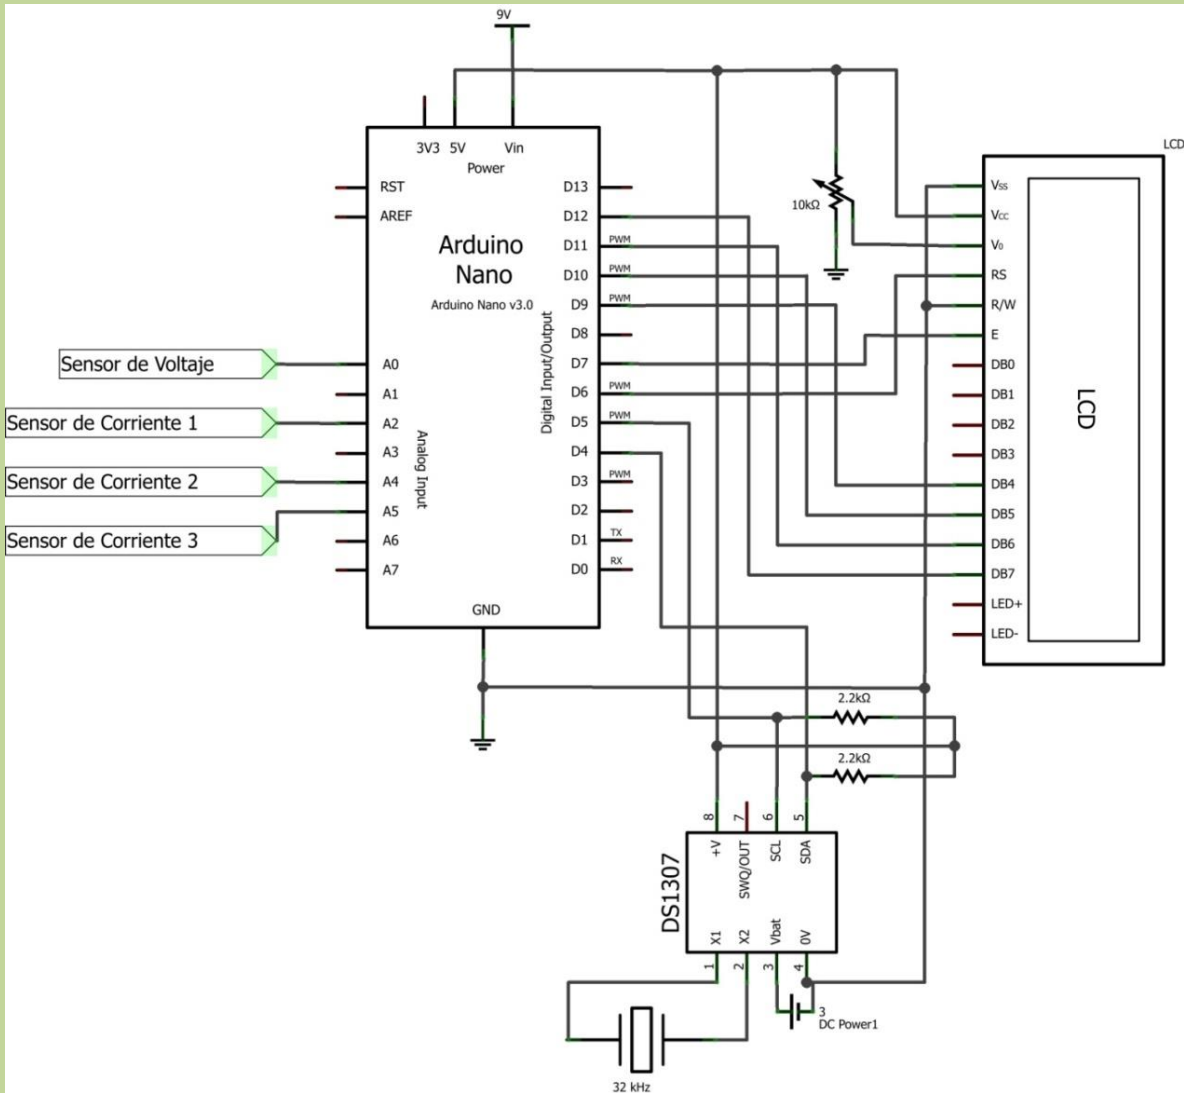 9V
3V3
5V
Vin
Power
RST
AREF
Arduino
Nano
Arduino Nano v3.0
Analog Input
Digital Input/Output
A0
A1
A2
A3
A4
A5
A6
A7
GND
D13
D12
D11
PWM
D10
PWM
D9
PWM
D8
D7
D6
PWM
D5
PWM
D4
D3
PWM
D2
D1
TX
D0
RX
Sensor de Voltaje
Sensor de Corriente 1
Sensor de Corriente 2
Sensor de Corriente 3
10kΩ
LCD
Vss
Vcc
V0
RS
R/W
E
DB0
DB1
DB2
DB3
DB4
DB5
DB6
DB7
LED+
LED-
LCD
2.2kΩ
2.2kΩ
8
7
6
5
+V
SWQ/OUT
SCL
SDA
DS1307
X1
X2
Vbat
0V
1
2
3
4
3
DC Power1
32 kHz